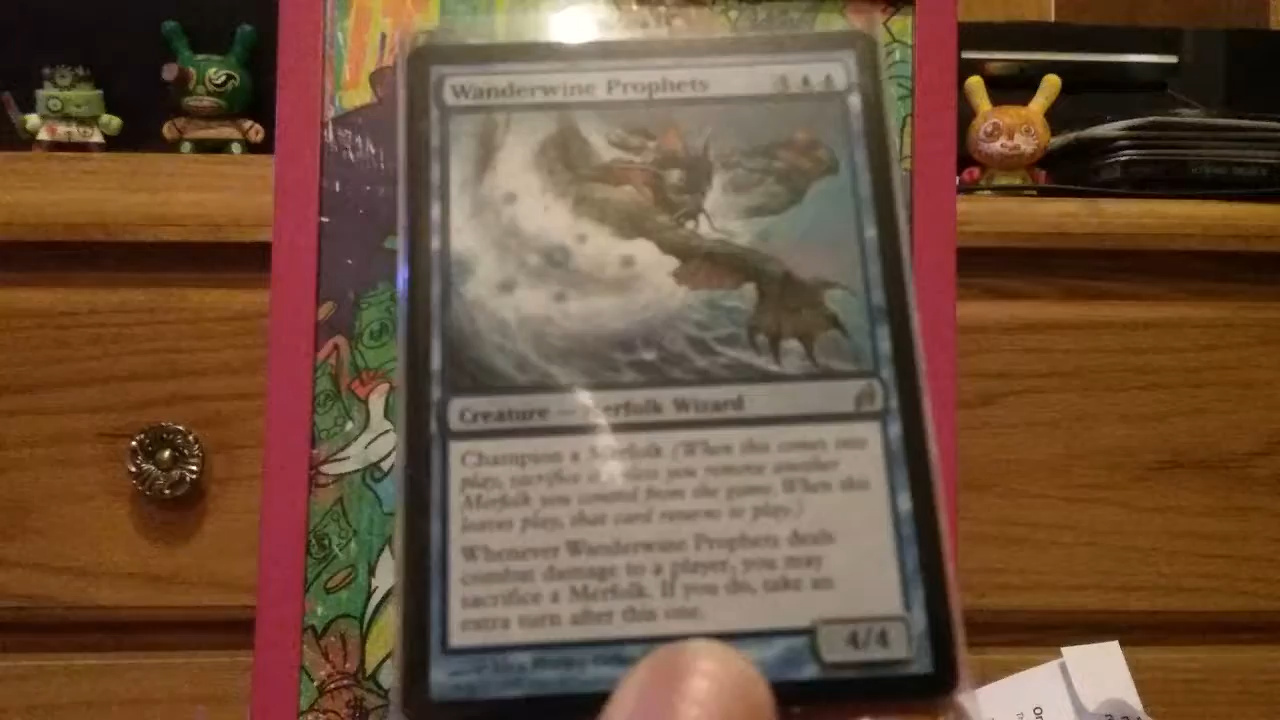 Wanderwine Prophets
Creature — Merfolk Wizard
Champion a Merfolk (When this comes into
play, sacrifice it unless you remove another
Merfolk you control from the game. When this
leaves play, that card returns to play.)
Whenever Wanderwine Prophets deals
combat damage to a player, you may
sacrifice a Merfolk. If you do, take an
extra turn after this one.
4/4